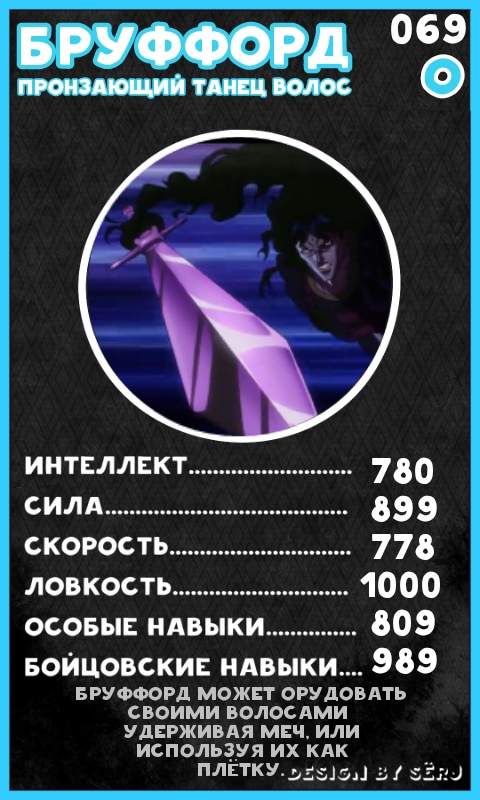 БРУФФОРД
069
ПРОНЗАЮЩИЙ ТАНЕЦ ВОЛОС
ИНТЕЛЛЕКТ.......................... 780
СИЛА....................................... 899
СКОРОСТЬ............................. 778
ЛОВКОСТЬ............................ 1000
ОСОБЫЕ НАВЫКИ............... 809
БОЙЦОВСКИЕ НАВЫКИ.... 989
БРУФФОРД МОЖЕТ ОРУДОВАТЬ
СВОИМИ ВОЛОСАМИ
УДЕРЖИВАЯ МЕЧ, ИЛИ
ИСПОЛЬЗУЯ ИХ КАК
ПЛЁТКУ.
DESIGN BY SЁRJ